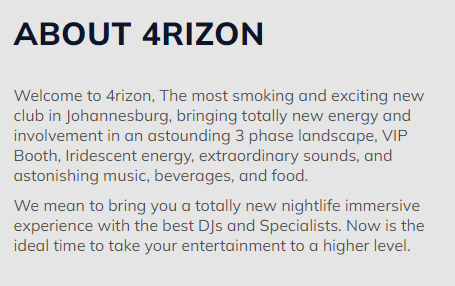 ABOUT 4RIZON
Welcome to 4rizon, The most smoking and exciting new
club in Johannesburg, bringing totally new energy and
involvement in an astounding 3 phase landscape, VIP
Booth, Iridescent energy, extraordinary sounds, and
astonishing music, beverages, and food.
We mean to bring you a totally new nightlife immersive
experience with the best DJs and Specialists. Now is the
ideal time to take your entertainment to a higher level.